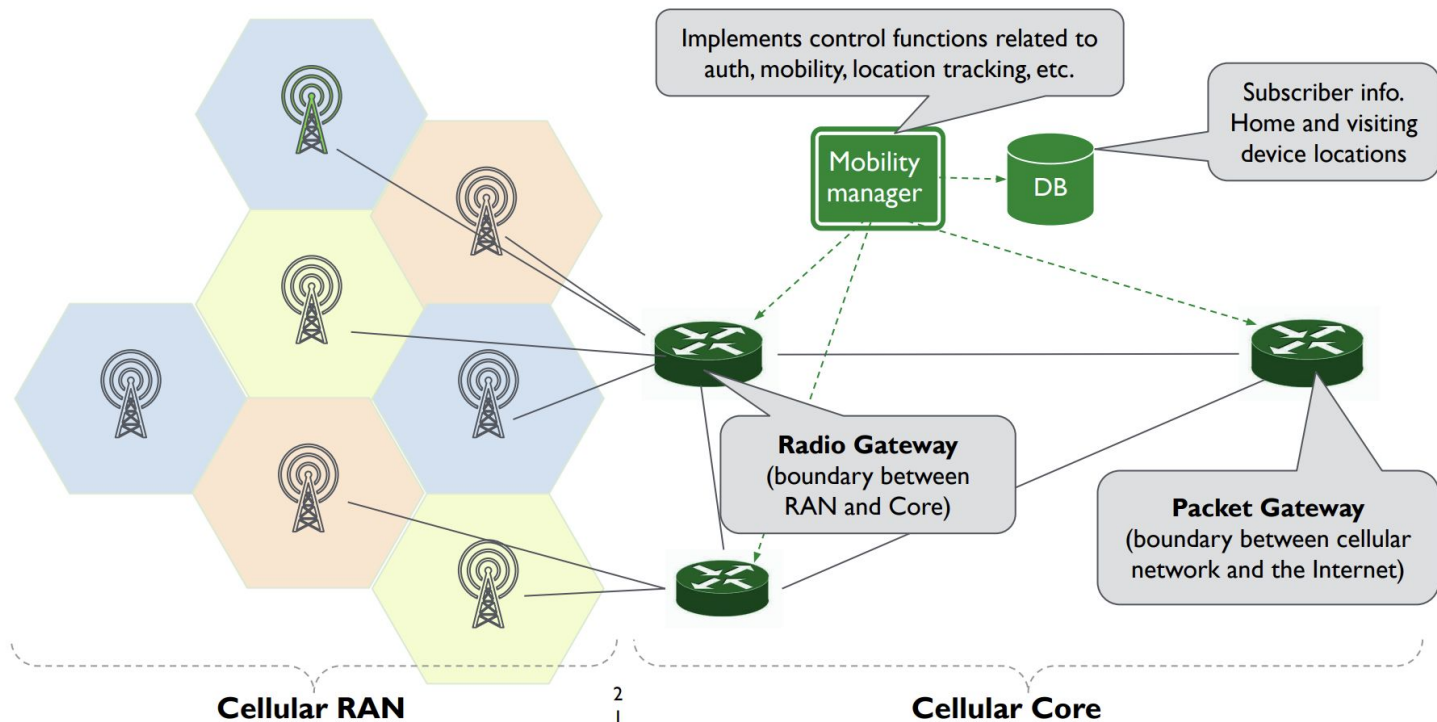 Implements control functions related to
auth, mobility, location tracking, etc.
Subscriber info.
Home and visiting
device locations
Mobility
manager
DB
Radio Gateway
(boundary between
RAN and Core)
Packet Gateway
(boundary between cellular
network and the Internet)
Cellular RAN
2
1
Cellular Core